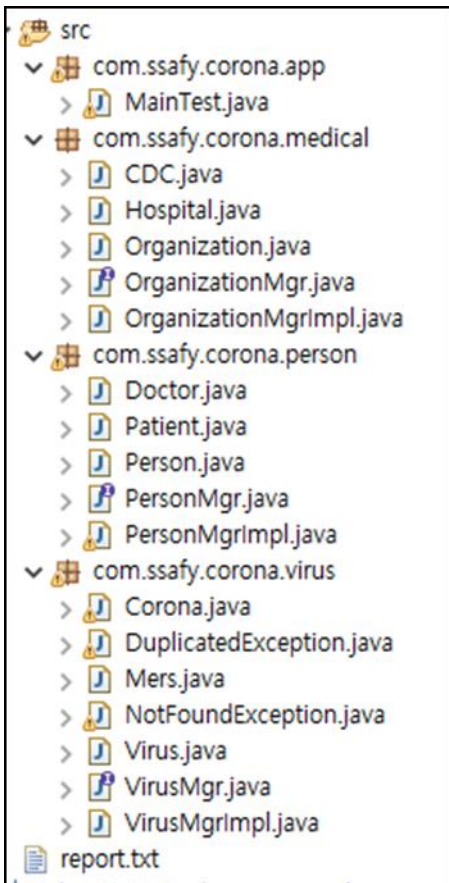 src
com.ssafy.corona.app
MainTest.java
com.ssafy.corona.medical
CDC.java
Hospital.java
Organization.java
OrganizationMgr.java
OrganizationMgrImpl.java
com.ssafy.corona.person
Doctor.java
Patient.java
Person.java
PersonMgr.java
PersonMgrImpl.java
com.ssafy.corona.virus
Corona.java
DuplicatedException.java
Mers.java
NotFoundException.java
Virus.java
VirusMgr.java
VirusMgrImpl.java
report.txt